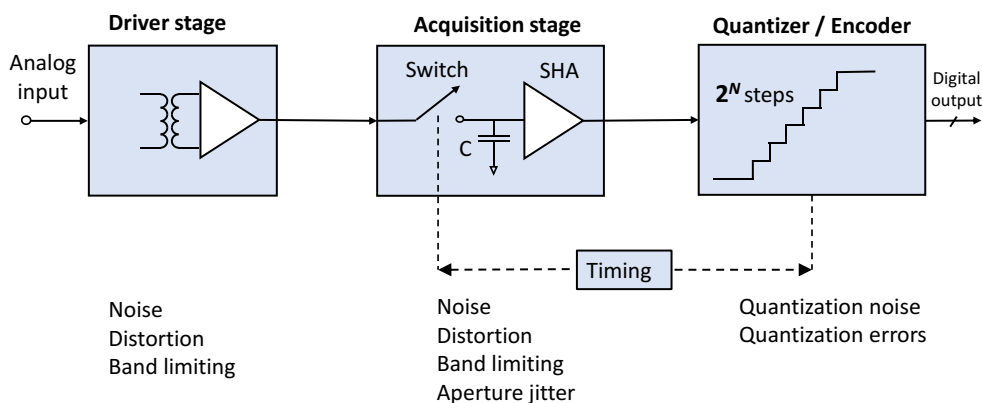 Driver stage
Acquisition stage
Quantizer / Encoder
Analog
input
Switch
SHA
C
2^N steps
Digital
output
Timing
Noise
Distortion
Band limiting
Noise
Distortion
Band limiting
Aperture jitter
Quantization noise
Quantization errors